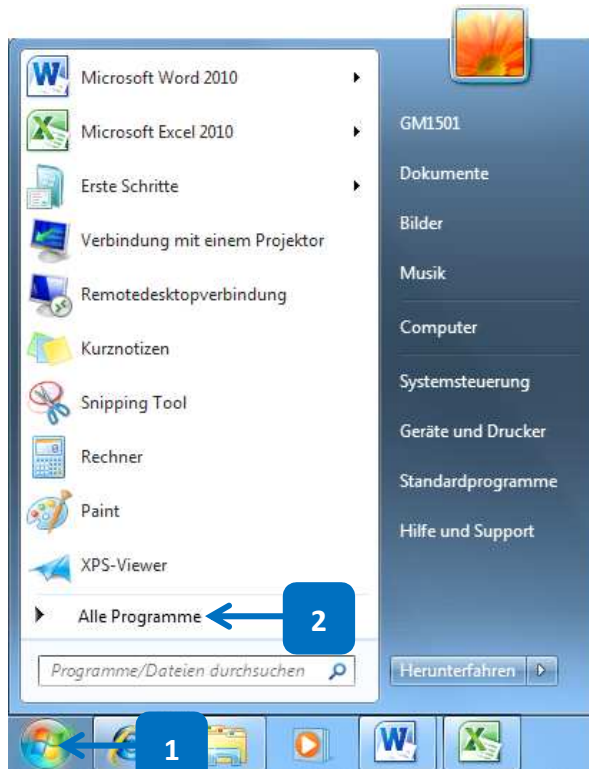 Microsoft Word 2010
Microsoft Excel 2010
Erste Schritte
Verbindung mit einem Projektor
Remotedesktopverbindung
Kurznotizen
Snipping Tool
Rechner
Paint
XPS-Viewer
Alle Programme
2
Programme/Dateien durchsuchen
GM1501
Dokumente
Bilder
Musik
Computer
Systemsteuerung
Geräte und Drucker
Standardprogramme
Hilfe und Support
Herunterfahren
1